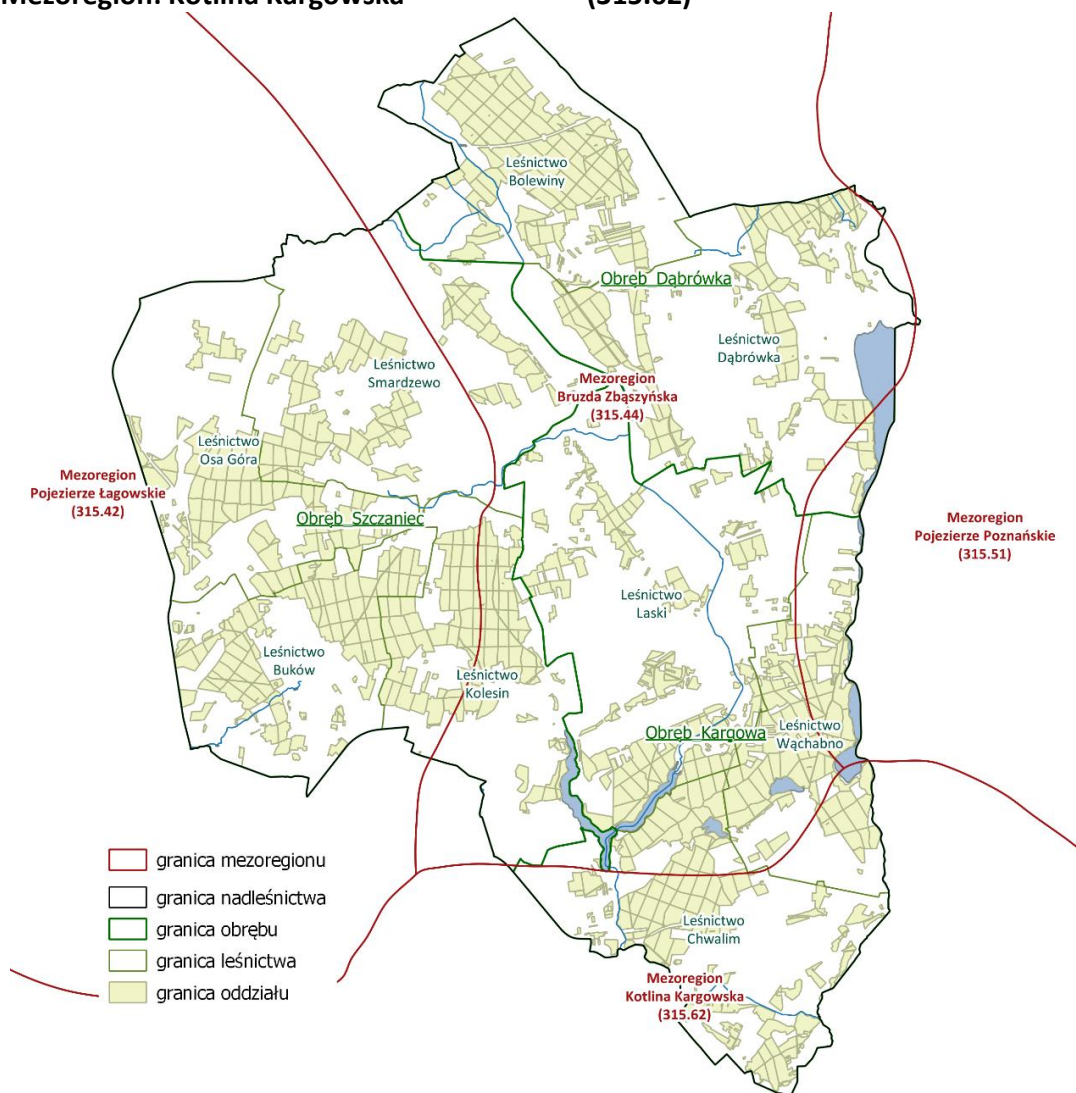 Mezoregion: Kotlina Kargowska (315.62)
Leśnictwo
Bolewiny
Obręb Dąbrówka
Leśnictwo
Dąbrówka
Leśnictwo
Smardzewo
Mezoregion
Bruzda Zbąszyńska
(315.44)
Leśnictwo
Osa Góra
Mezoregion
Pojezierze Łagowskie
(315.42)
Obręb Szczaniec
Mezoregion
Pojezierze Poznańskie
(315.51)
Leśnictwo
Laski
Leśnictwo
Buków
Leśnictwo
Kolesin
Obręb Kargowa
Leśnictwo
Wąchabno
granica mezoregionu
granica nadleśnictwa
granica obrębu
granica leśnictwa
granica oddziału
Leśnictwo
Chwalim
Mezoregion
Kotlina Kargowska
(315.62)